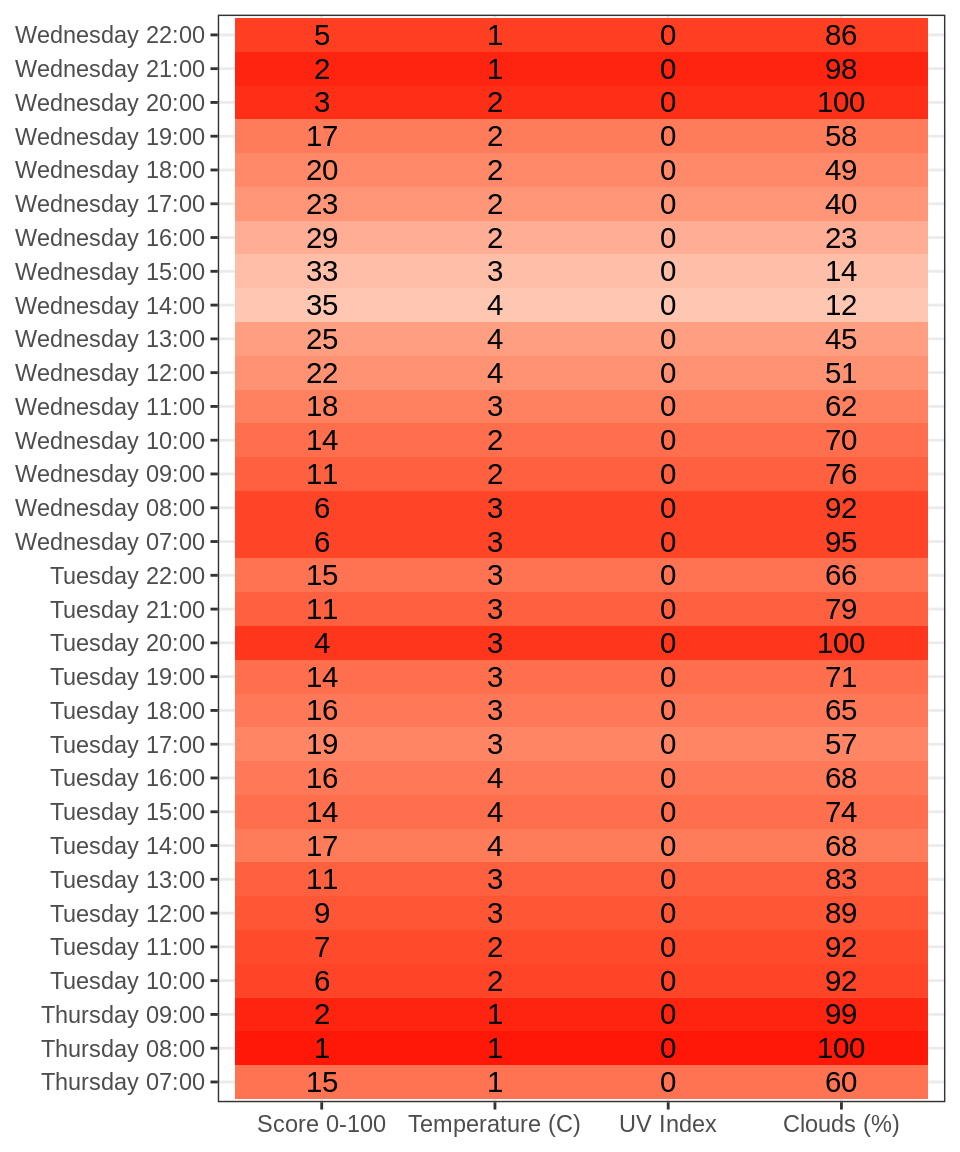 Wednesday 22:00 5 1 0 86
Wednesday 21:00 2 1 0 98
Wednesday 20:00 3 2 0 100
Wednesday 19:00 17 2 0 58
Wednesday 18:00 20 2 0 49
Wednesday 17:00 23 2 0 40
Wednesday 16:00 29 2 0 23
Wednesday 15:00 33 3 0 14
Wednesday 14:00 35 4 0 12
Wednesday 13:00 25 4 0 45
Wednesday 12:00 22 4 0 51
Wednesday 11:00 18 3 0 62
Wednesday 10:00 14 2 0 70
Wednesday 09:00 11 2 0 76
Wednesday 08:00 6 3 0 92
Wednesday 07:00 6 3 0 95
Tuesday 22:00 15 3 0 66
Tuesday 21:00 11 3 0 79
Tuesday 20:00 4 3 0 100
Tuesday 19:00 14 3 0 71
Tuesday 18:00 16 3 0 65
Tuesday 17:00 19 3 0 57
Tuesday 16:00 16 4 0 68
Tuesday 15:00 14 4 0 74
Tuesday 14:00 17 4 0 68
Tuesday 13:00 11 3 0 83
Tuesday 12:00 9 3 0 89
Tuesday 11:00 7 2 0 92
Tuesday 10:00 6 2 0 92
Thursday 09:00 2 1 0 99
Thursday 08:00 1 1 0 100
Thursday 07:00 15 1 0 60
Score 0-100 Temperature (C) UV Index Clouds (%)